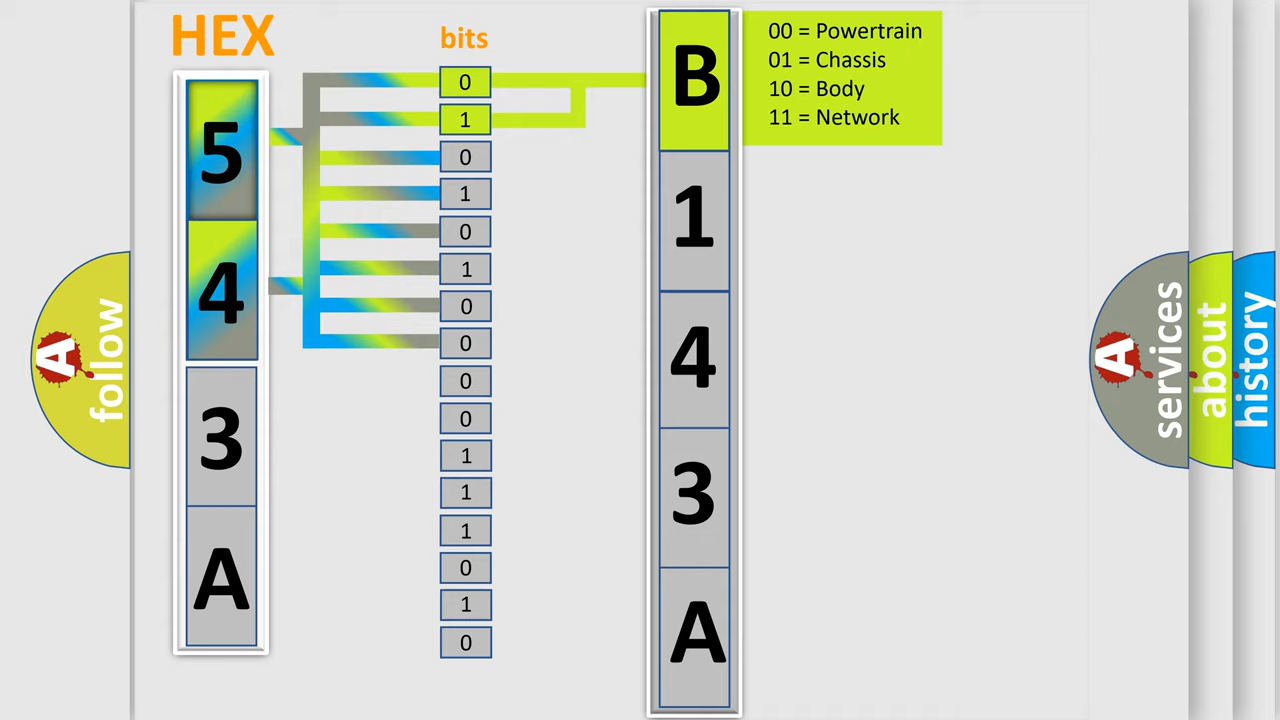 HEX
bits
5
4
3
A
0
1
0
1
0
1
0
0
0
0
1
1
1
0
1
0
B
1
4
3
A
00 = Powertrain
01 = Chassis
10 = Body
11 = Network
A
follow
A
services
about
history